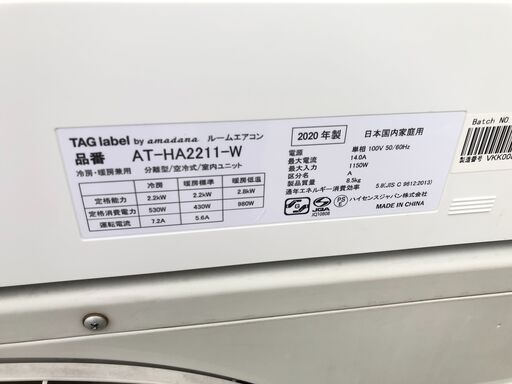 TAG label by amadana ルームエアコン
品番 AT-HA2211-W
冷房・暖房兼用 分離型/空冷式/室内ユニット
冷房 暖房標準 暖房低温
定格能力 2.2kW 2.2kW 2.8kW
定格消費電力 530W 430W 980W
運転電流 7.2A 5.6A
2020年製 日本国内家庭用
電源 単相 100V 50/60Hz
最大電流 14.0A
最大入力 1150W
区分 A
製品質量 8.5kg
通年エネルギー消費効率 5.8(JIS C 9612:2013)
JQA
JQ10808
PS
E
ハイセンスジャパン株式会社
MADE IN CHINA
Batch NO
製造番号 VKK00